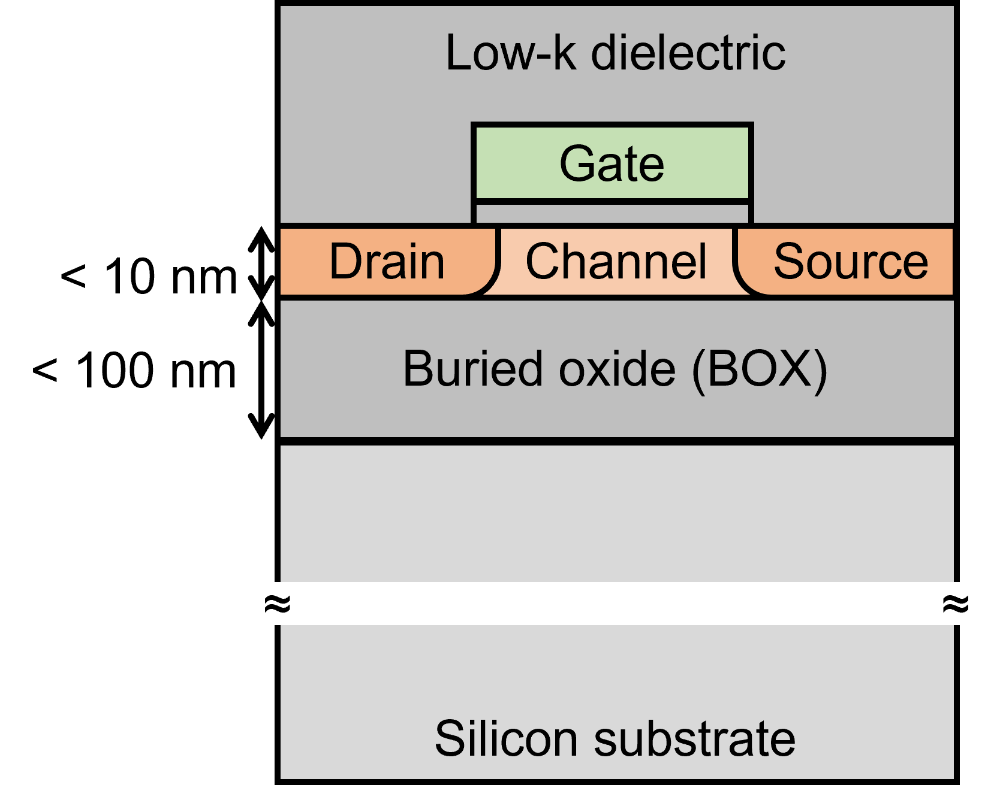 Low-k dielectric
Gate
Drain
Channel
Source
< 10 nm
Buried oxide (BOX)
< 100 nm
≈
≈
Silicon substrate